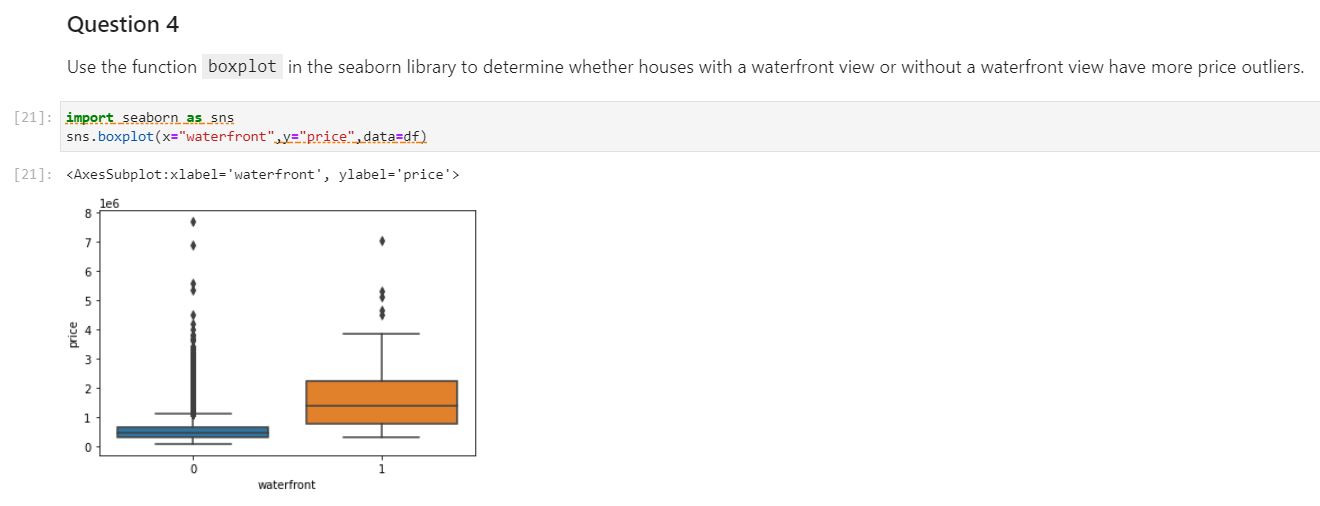 Question 4
Use the function boxplot in the seaborn library to determine whether houses with a waterfront view or without a waterfront view have more price outliers.
[21]: import seaborn as sns
sns.boxplot(x="waterfront",y="price",data=df)
[21]: <AxesSubplot:xlabel='waterfront', ylabel='price'>
1e6
8
7
6
5
4
3
2
1
0
price
0 1
waterfront